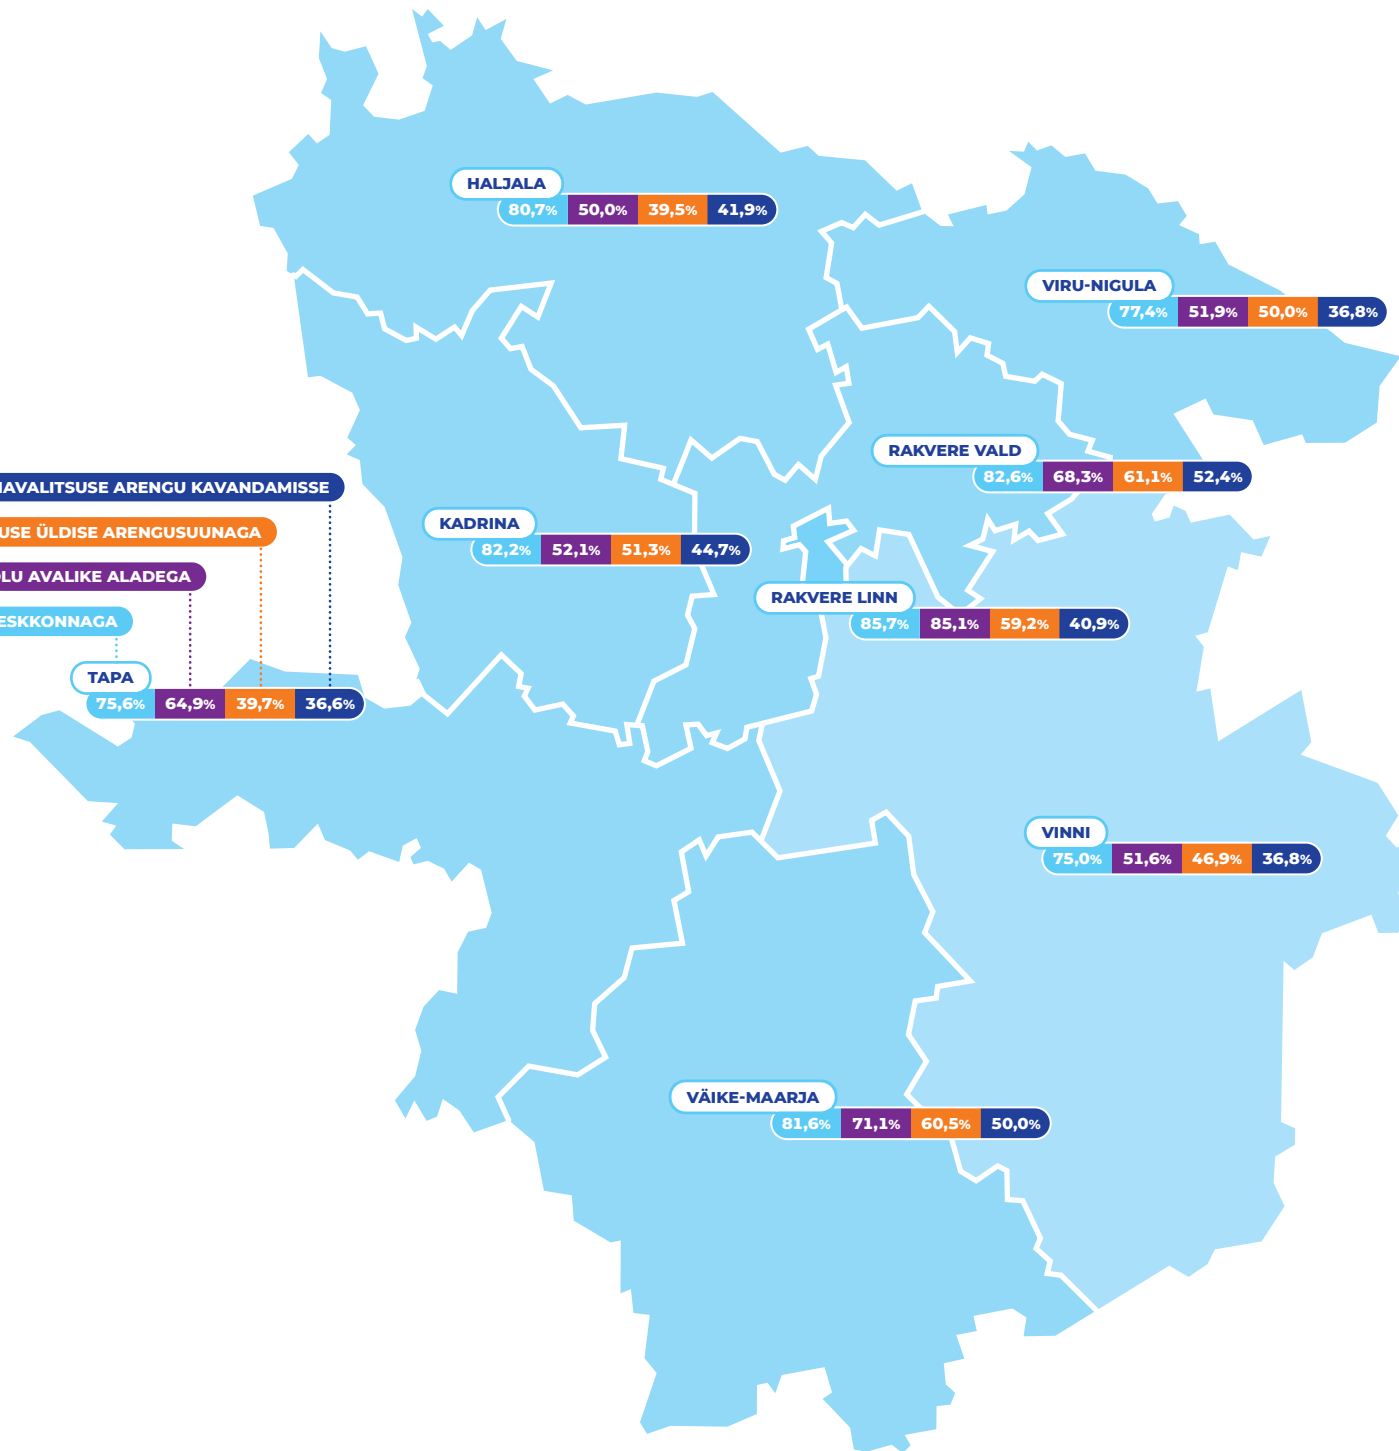 HALJALA
80,7% 50,0% 39,5% 41,9%
VIRU-NIGULA
77,4% 51,9% 50,0% 36,8%
RAKVERE VALD
82,6% 68,3% 61,1% 52,4%
ARENGU KAVANDAMISSE
KADRINA
82,2% 52,1% 51,3% 44,7%
ÜLDISE ARENGUSUUNAGA
AVALIKE ALADEGA
RAKVERE LINN
85,7% 85,1% 59,2% 40,9%
TAPA
75,6% 64,9% 39,7% 36,6%
VINNI
75,0% 51,6% 46,9% 36,8%
VÄIKE-MAARJA
81,6% 71,1% 60,5% 50,0%